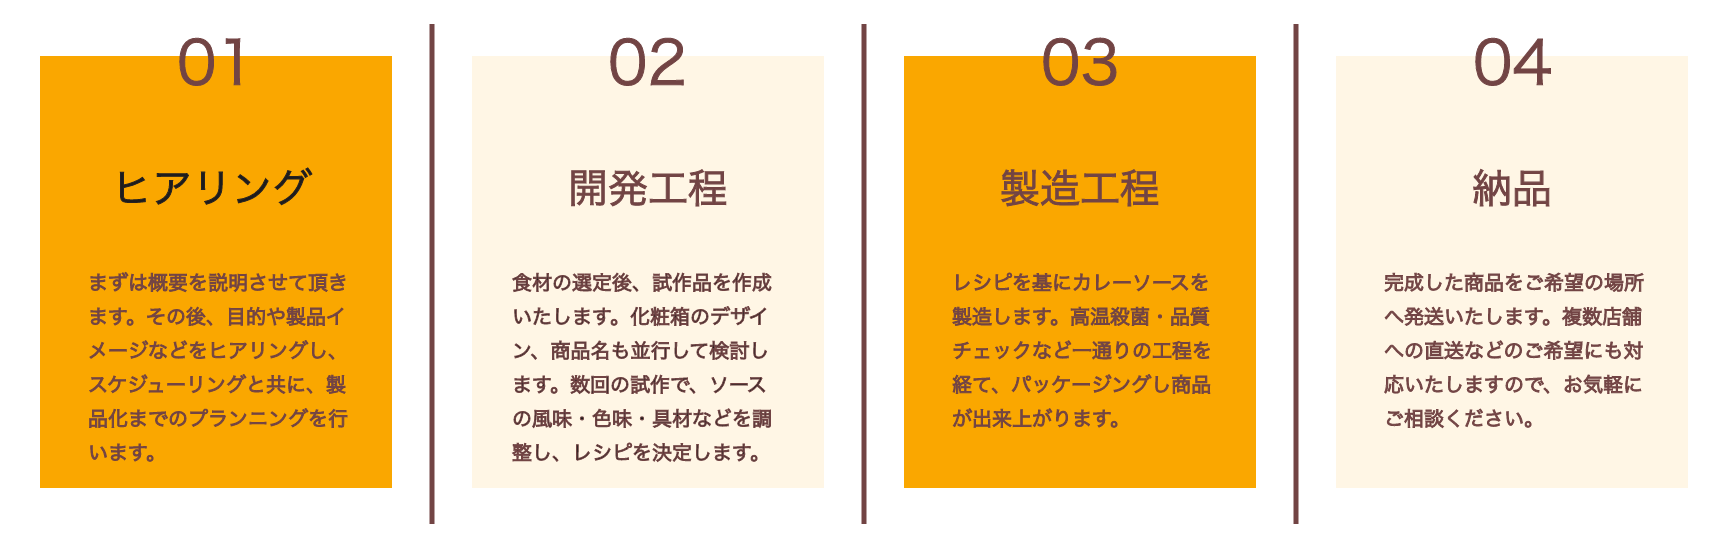 01
ヒアリング
まずは概要を説明させて頂き
ます。その後、目的や製品イ
メージなどをヒアリングし、
スケジューリングと共に、製
品化までのプランニングを行
います。
02
開発工程
食材の選定後、試作品を作成
いたします。化粧箱のデザイ
ン、商品名も並行して検討し
ます。数回の試作で、ソース
の風味・色味・具材などを調
整し、レシピを決定します。
03
製造工程
レシピを基にカレーソースを
製造します。高温殺菌・品質
チェックなど一通りの工程を
経て、パッケージングし商品
が出来上がります。
04
納品
完成した商品をご希望の場所
へ発送いたします。複数店舗
への直送などのご希望にも対
応いたしますので、お気軽に
ご相談ください。